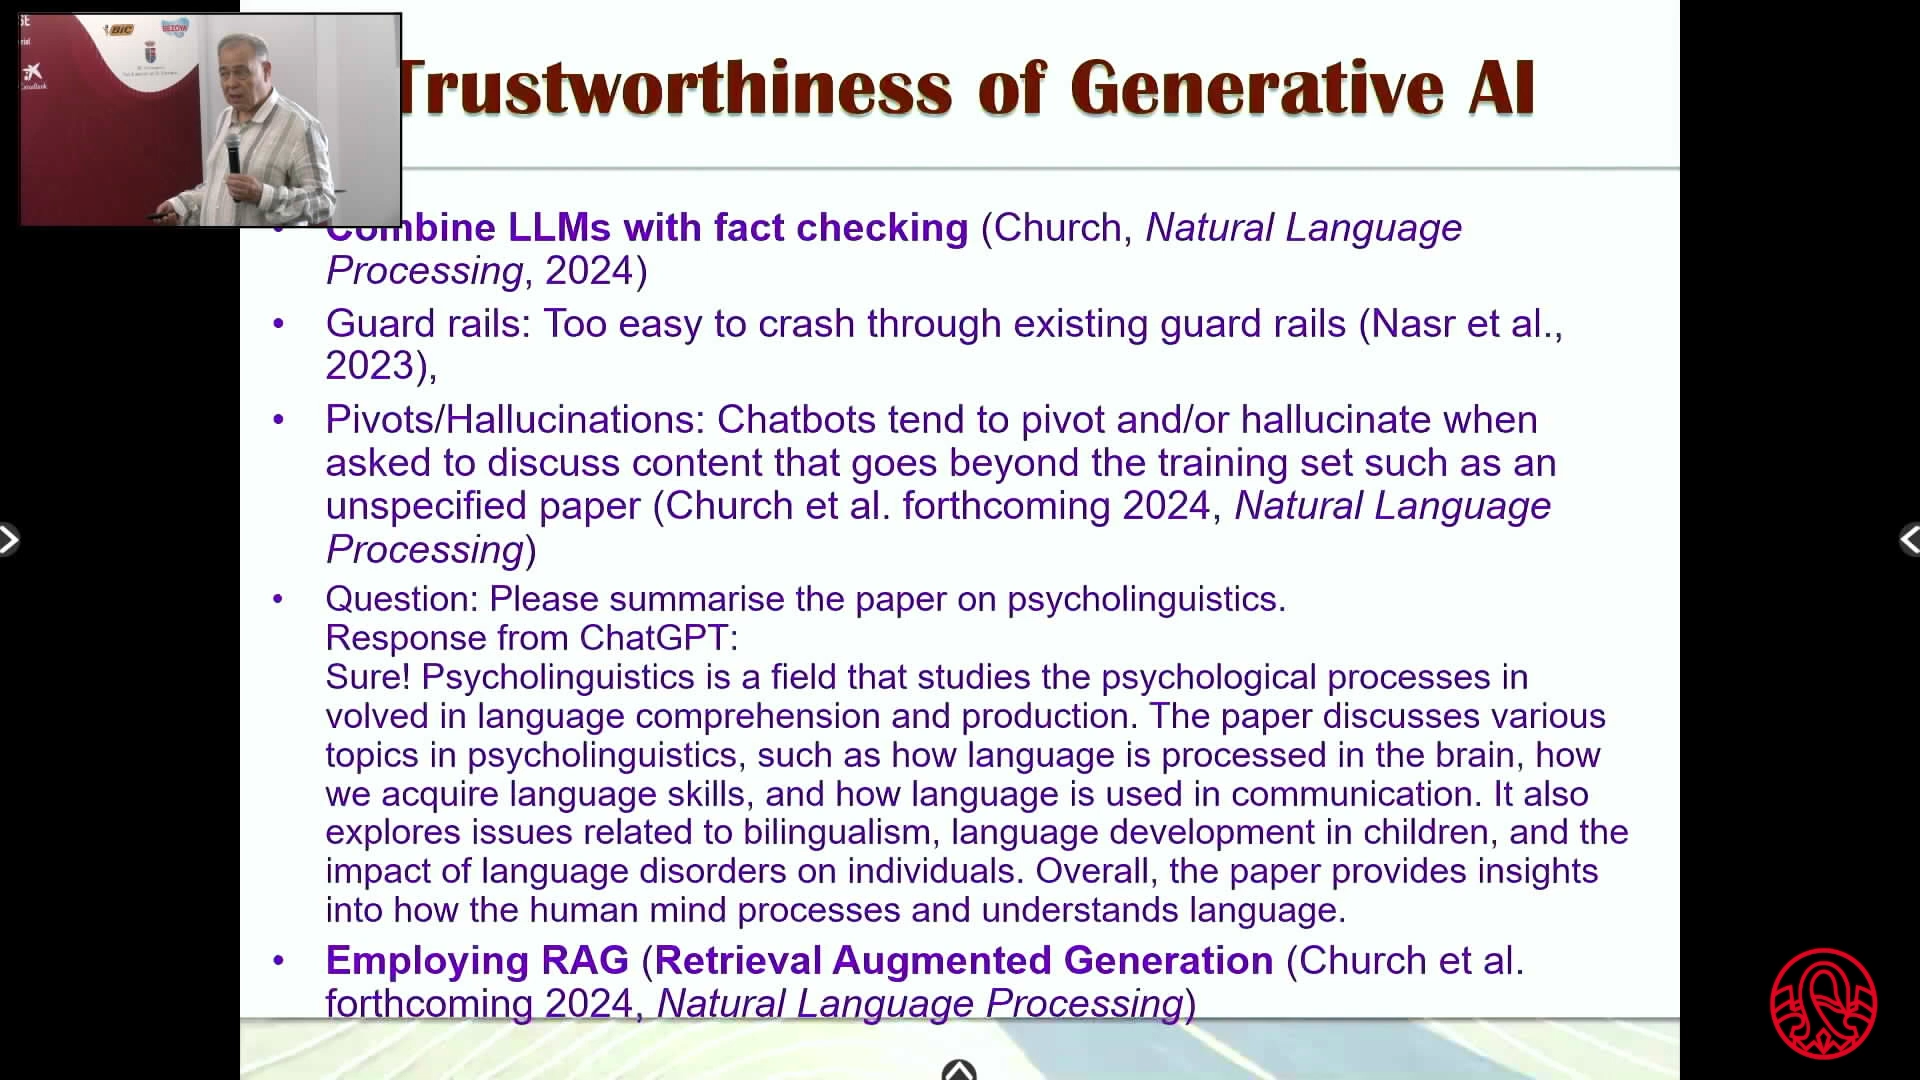 BiC
BEZOYA
Trustworthiness of Generative AI
• Combine LLMs with fact checking (Church, Natural Language
Processing, 2024)
• Guard rails: Too easy to crash through existing guard rails (Nasr et al.,
2023),
• Pivots/Hallucinations: Chatbots tend to pivot and/or hallucinate when
asked to discuss content that goes beyond the training set such as an
unspecified paper (Church et al. forthcoming 2024, Natural Language
Processing)
• Question: Please summarise the paper on psycholinguistics.
Response from ChatGPT:
Sure! Psycholinguistics is a field that studies the psychological processes in
volved in language comprehension and production. The paper discusses various
topics in psycholinguistics, such as how language is processed in the brain, how
we acquire language skills, and how language is used in communication. It also
explores issues related to bilingualism, language development in children, and the
impact of language disorders on individuals. Overall, the paper provides insights
into how the human mind processes and understands language.
• Employing RAG (Retrieval Augmented Generation (Church et al.
forthcoming 2024, Natural Language Processing)